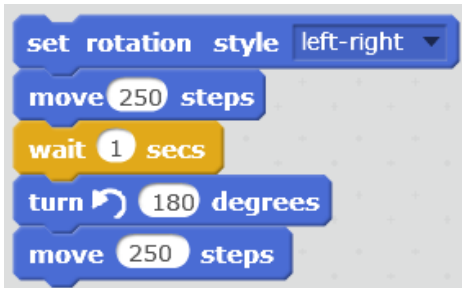 set rotation style left-right
move 250 steps
wait 1 secs
turn 180 degrees
move 250 steps